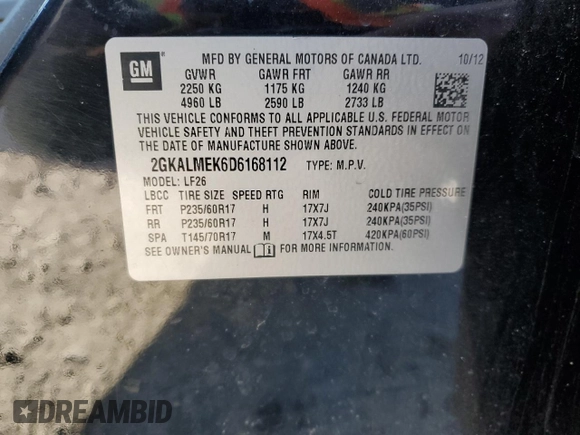 GM
MFD BY GENERAL MOTORS OF CANADA LTD. 10/12
GVWR GAWR FRT GAWR RR
2250 KG 1175 KG 1240 KG
4960 LB 2590 LB 2733 LB
THIS VEHICLE CONFORMS TO ALL APPLICABLE U.S. FEDERAL MOTOR
VEHICLE SAFETY AND THEFT PREVENTION STANDARDS IN EFFECT ON
THE DATE OF MANUFACTURE SHOWN ABOVE.
2GKALMEK6D6168112 TYPE: M.P.V.
MODEL: LF26
LBCC TIRE SIZE SPEED RTG RIM COLD TIRE PRESSURE
FRT P235/60R17 H 17X7J 240KPA(35PSI)
RR P235/60R17 H 17X7J 240KPA(35PSI)
SPA T145/70R17 M 17X4.5T 420KPA(60PSI)
SEE OWNER'S MANUAL FOR MORE INFORMATION
DREAMBID